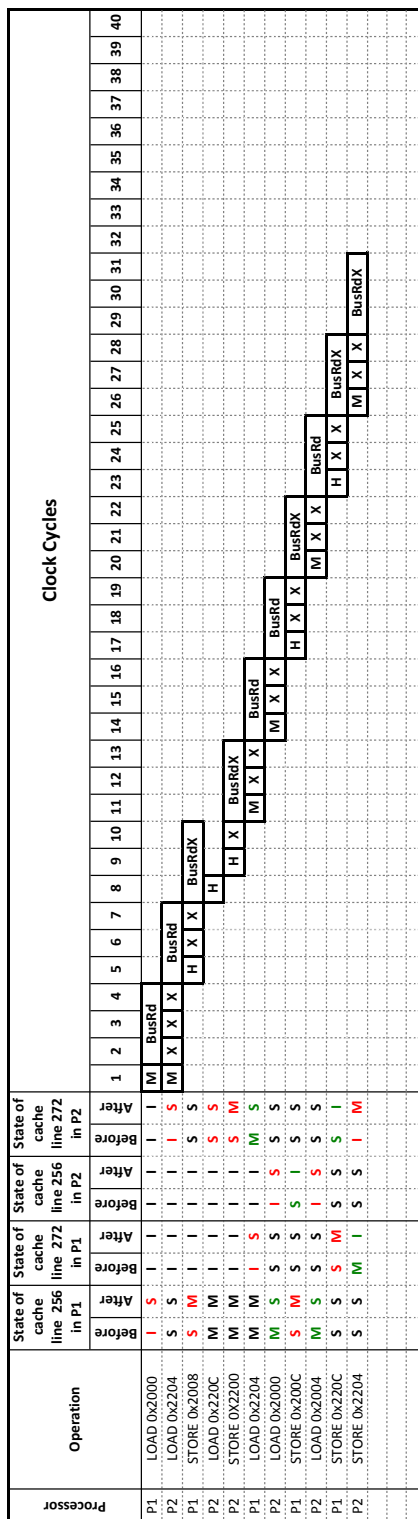 Processor Operation State of cache line 256 in P1 State of cache line 272 in P1 State of cache line 256 in P2 State of cache line 272 in P2 Clock Cycles
Before After Before After Before After Before After 1 2 3 4 5 6 7 8 9 10 11 12 13 14 15 16 17 18 19 20 21 22 23 24 25 26 27 28 29 30 31 32 33 34 35 36 37 38 39 40
P1 LOAD 0x2000 I S I I I I I I M BusRd
P2 LOAD 0x2204 S S I I I I I S M X X X BusRd
P1 STORE 0x2008 S M I I I I S S H X X BusRdX
P2 LOAD 0x220C M M I I I I S S H
P2 STORE 0x2200 M M I I I I S M H X BusRdX
P1 LOAD 0x2204 M M I S I I M S M X X BusRd
P2 LOAD 0x2000 M S S S I S S S M X X BusRd
P1 STORE 0x200C S M S S S I S S H X X BusRdX
P2 LOAD 0x2004 M S S S I S S S M X X BusRd
P1 STORE 0x220C S S S M S S S I H X X BusRdX
P2 STORE 0x2204 S S M I S S I M M X X BusRdX